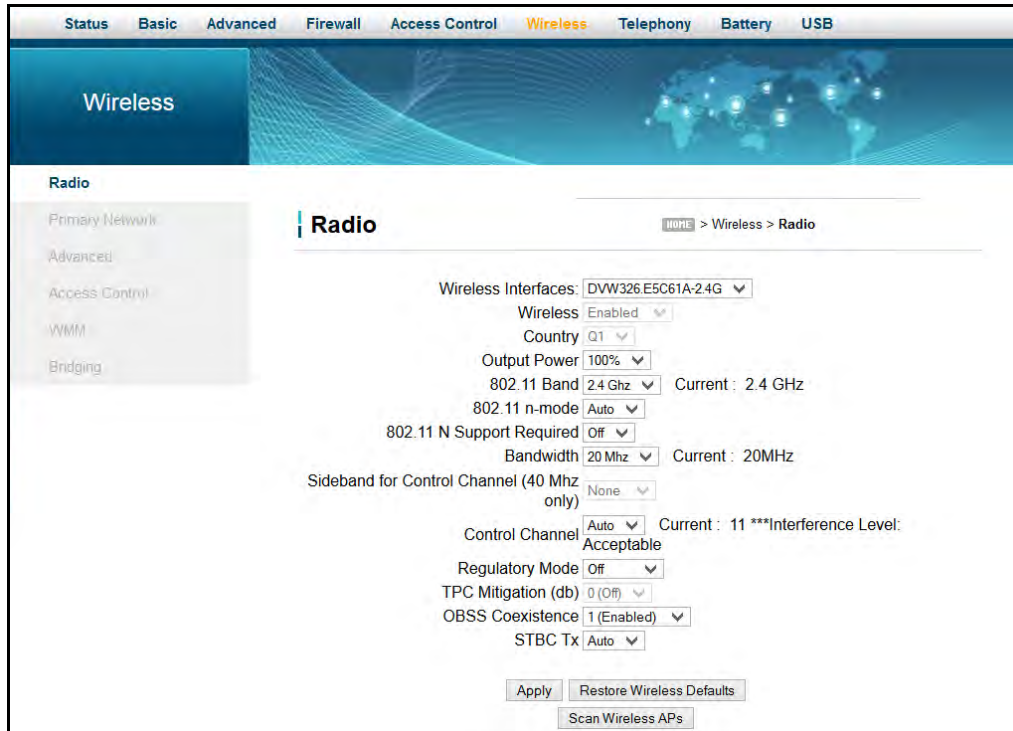 Status Basic Advanced Firewall Access Control Wireless Telephony Battery USB
Wireless
Radio
Primary Network
Advanced
Access Control
WMM
Bridging
Radio
HOME > Wireless > Radio
Wireless Interfaces: DVW326.E5C61A-2.4G
Wireless Enabled
Country Q1
Output Power 100%
802.11 Band 2.4 Ghz Current : 2.4 GHz
802.11 n-mode Auto
802.11 N Support Required Off
Bandwidth 20 Mhz Current : 20MHz
Sideband for Control Channel (40 Mhz
only) None
Control Channel Auto Current : 11 ***Interference Level:
Acceptable
Regulatory Mode Off
TPC Mitigation (db) 0 (Off)
OBSS Coexistence 1 (Enabled)
STBC Tx Auto
Apply Restore Wireless Defaults
Scan Wireless APs